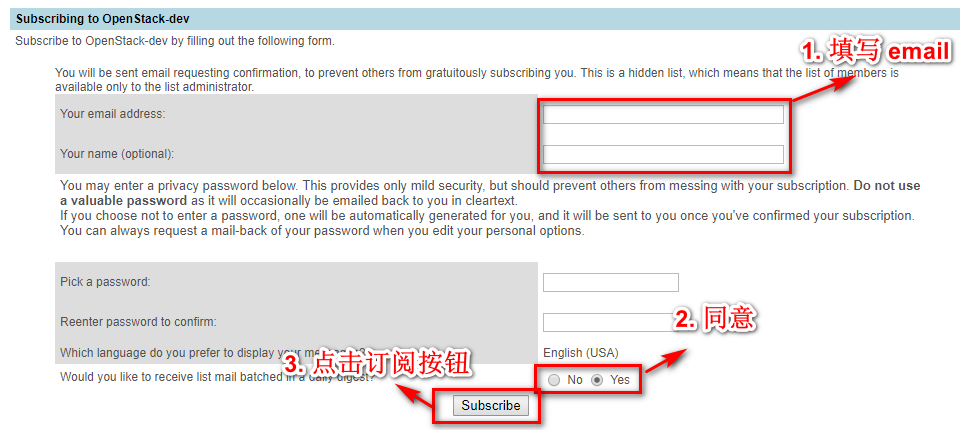 Subscribing to OpenStack-dev
Subscribe to OpenStack-dev by filling out the following form.
1. 填写 email
You will be sent email requesting confirmation, to prevent others from gratuitously subscribing you. This is a hidden list, which means that the list of members is
available only to the list administrator.
Your email address:
Your name (optional):
You may enter a privacy password below. This provides only mild security, but should prevent others from messing with your subscription. Do not use
a valuable password as it will occasionally be emailed back to you in cleartext.
If you choose not to enter a password, one will be automatically generated for you, and it will be sent to you once you've confirmed your subscription.
You can always request a mail-back of your password when you edit your personal options.
Pick a password:
Reenter password to confirm:
2. 同意
Which language do you prefer to display your
English (USA)
3. 点击订阅按钮
Would you like to receive list mail batched in a daily digest?
No Yes
Subscribe